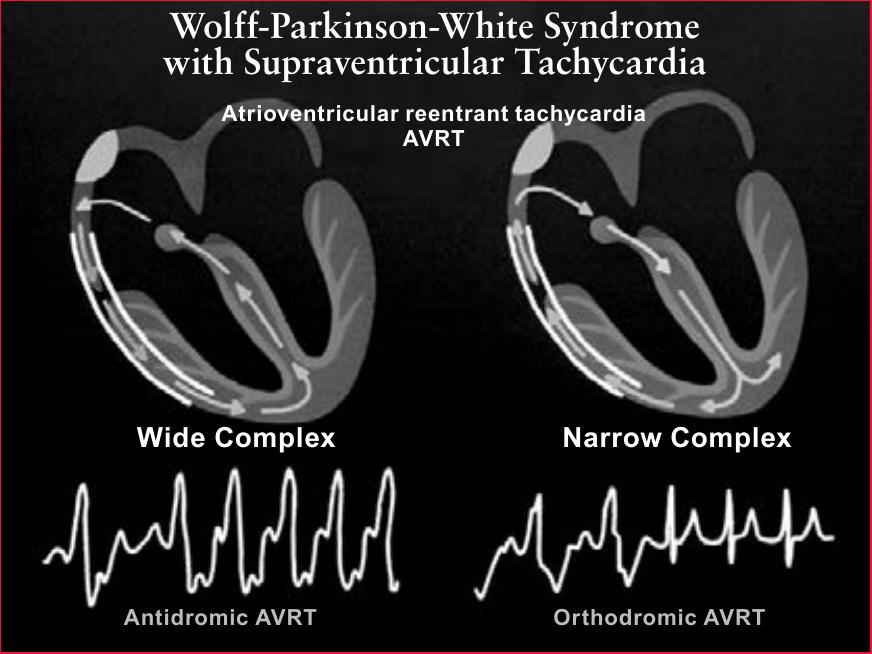 Wolff-Parkinson-White Syndrome
with Supraventricular Tachycardia
Atrioventricular reentrant tachycardia
AVRT
Wide Complex
Narrow Complex
Antidromic AVRT
Orthodromic AVRT